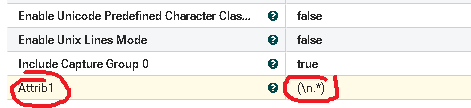 Enable Unicode Predefined Character Clas... ? false
Enable Unix Lines Mode ? false
Include Capture Group 0 ? true
Attrib1 ? (\n.*)